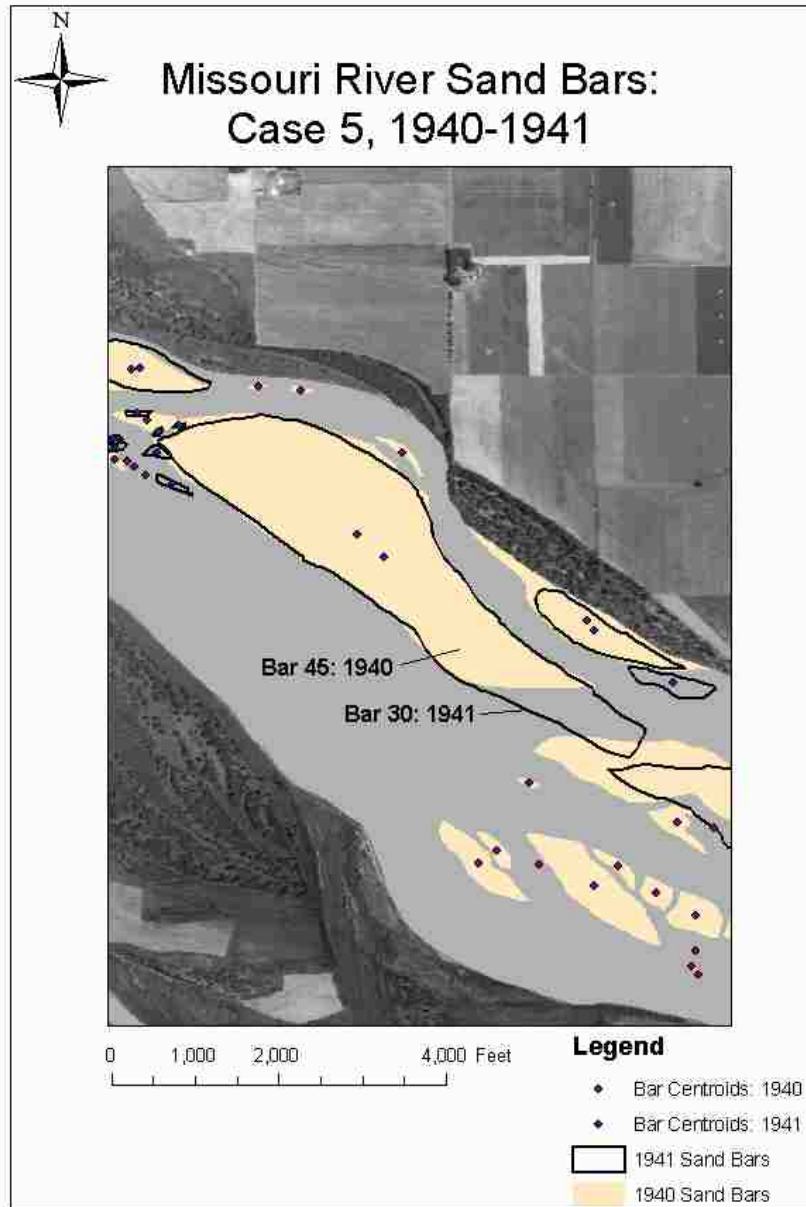 N
Missouri River Sand Bars:
Case 5, 1940-1941
Bar 45: 1940
Bar 30: 1941
0 1,000 2,000 4,000 Feet
Legend
Bar Centroids: 1940
Bar Centroids: 1941
1941 Sand Bars
1940 Sand Bars